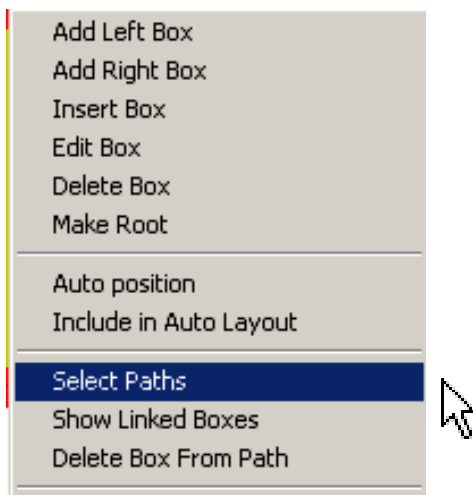 Add Left Box
Add Right Box
Insert Box
Edit Box
Delete Box
Make Root
Auto position
Include in Auto Layout
Select Paths
Show Linked Boxes
Delete Box From Path